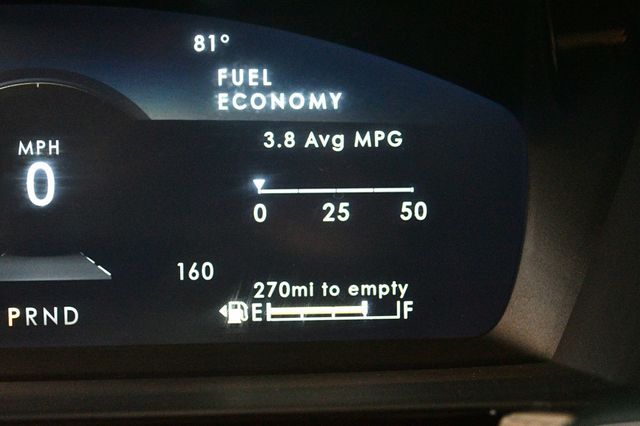 81°
FUEL
ECONOMY
3.8 Avg MPG
MPH
0
0 25 50
160
270mi to empty
E F
PRND